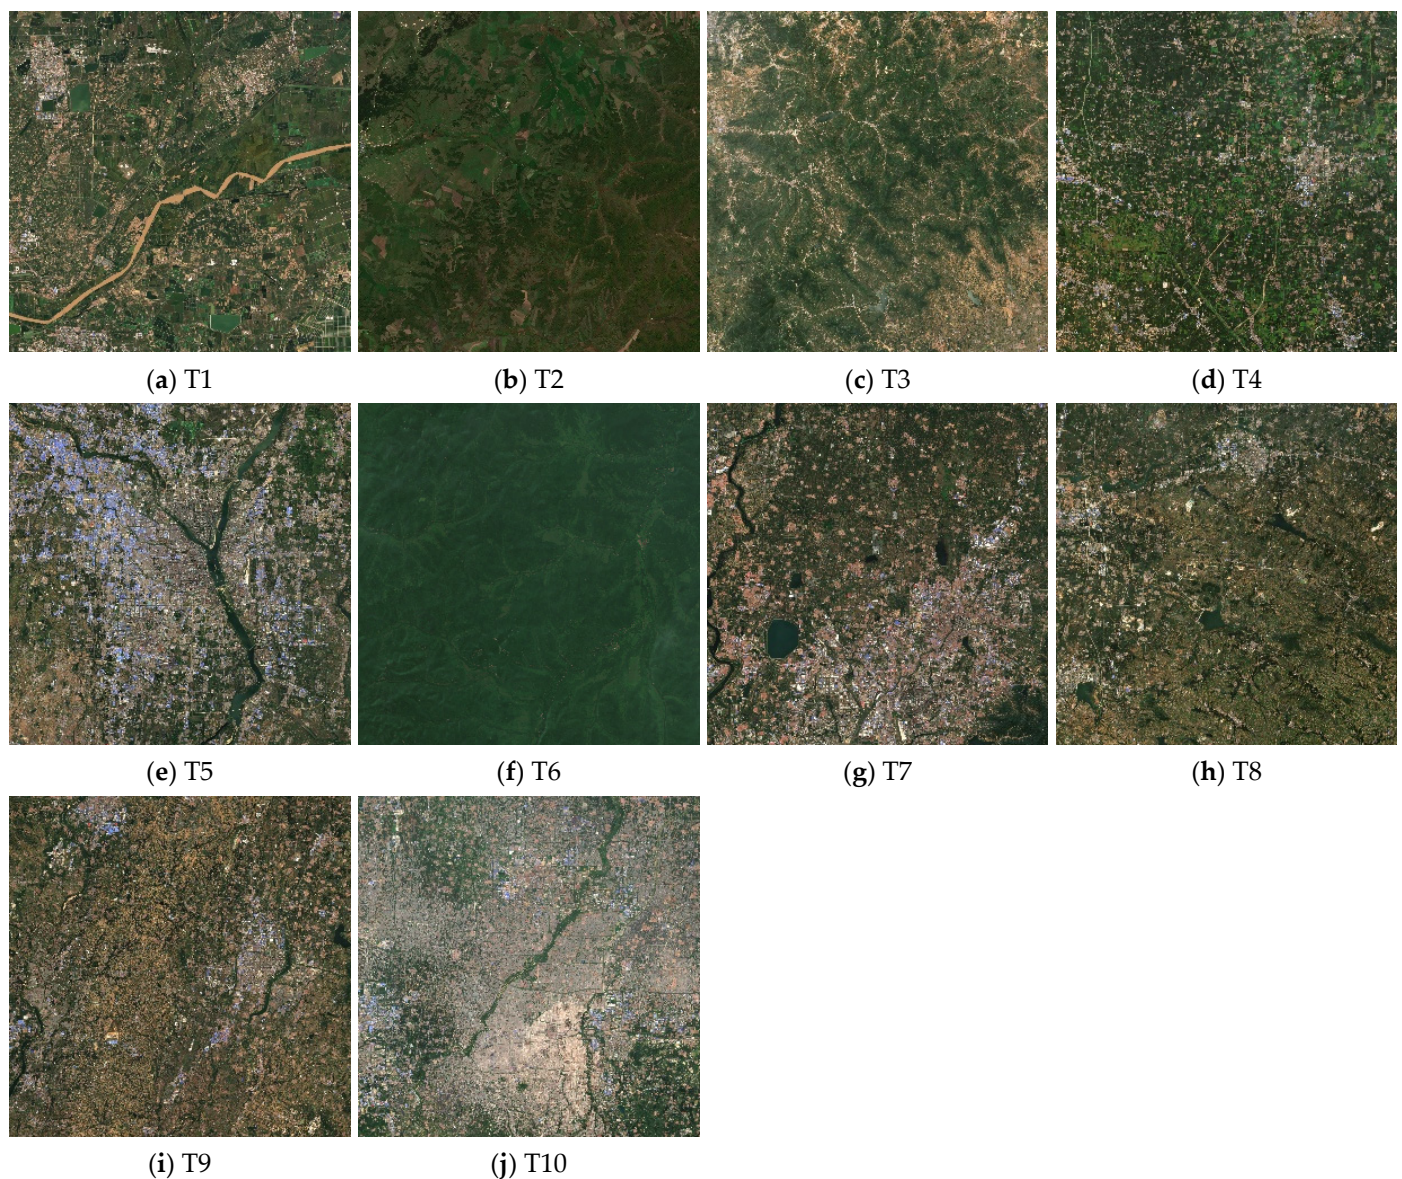 (a) T1
(b) T2
(c) T3
(d) T4
(e) T5
(f) T6
(g) T7
(h) T8
(i) T9
(j) T10